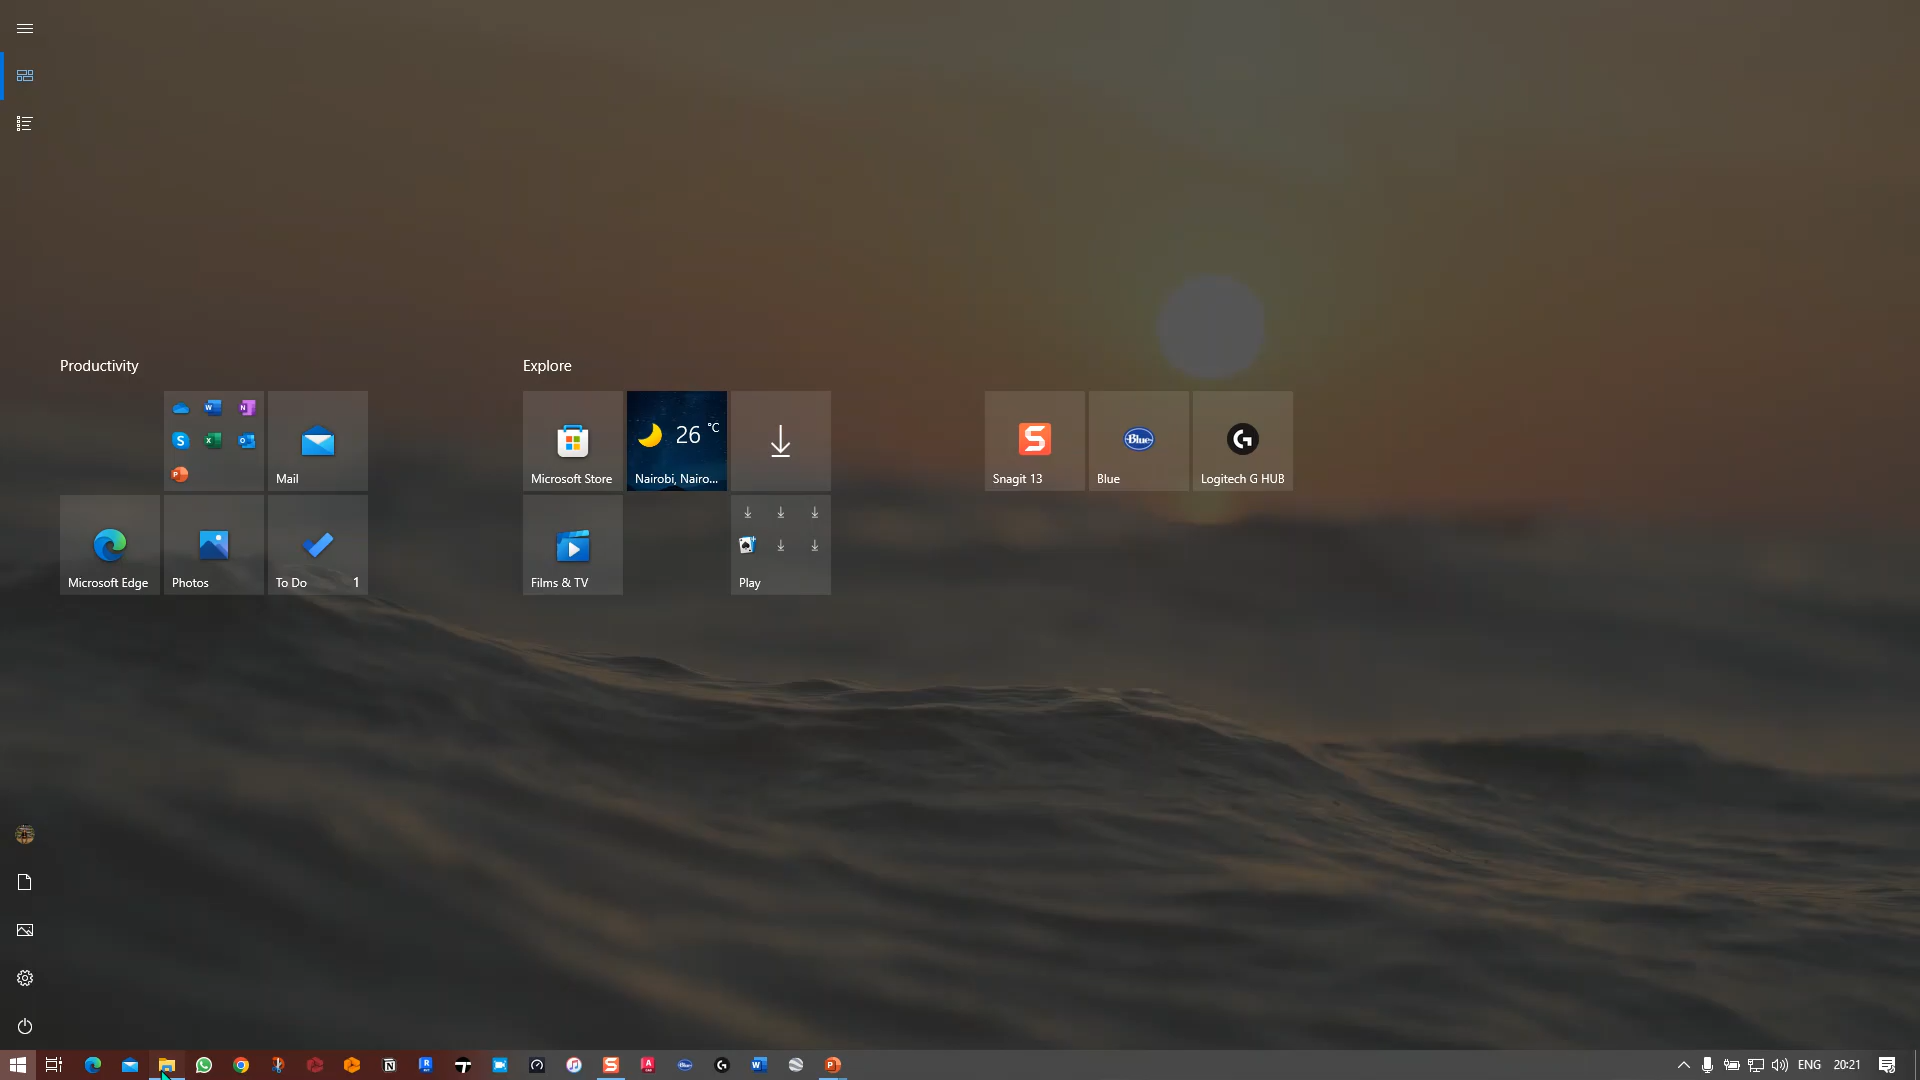 Productivity
Explore
Mail
Microsoft Store
26 °C
Nairobi, Nairo...
Snagit 13
Blue
Blue
Logitech G HUB
Microsoft Edge
Photos
To Do 1
Films & TV
Play
ENG 20:21